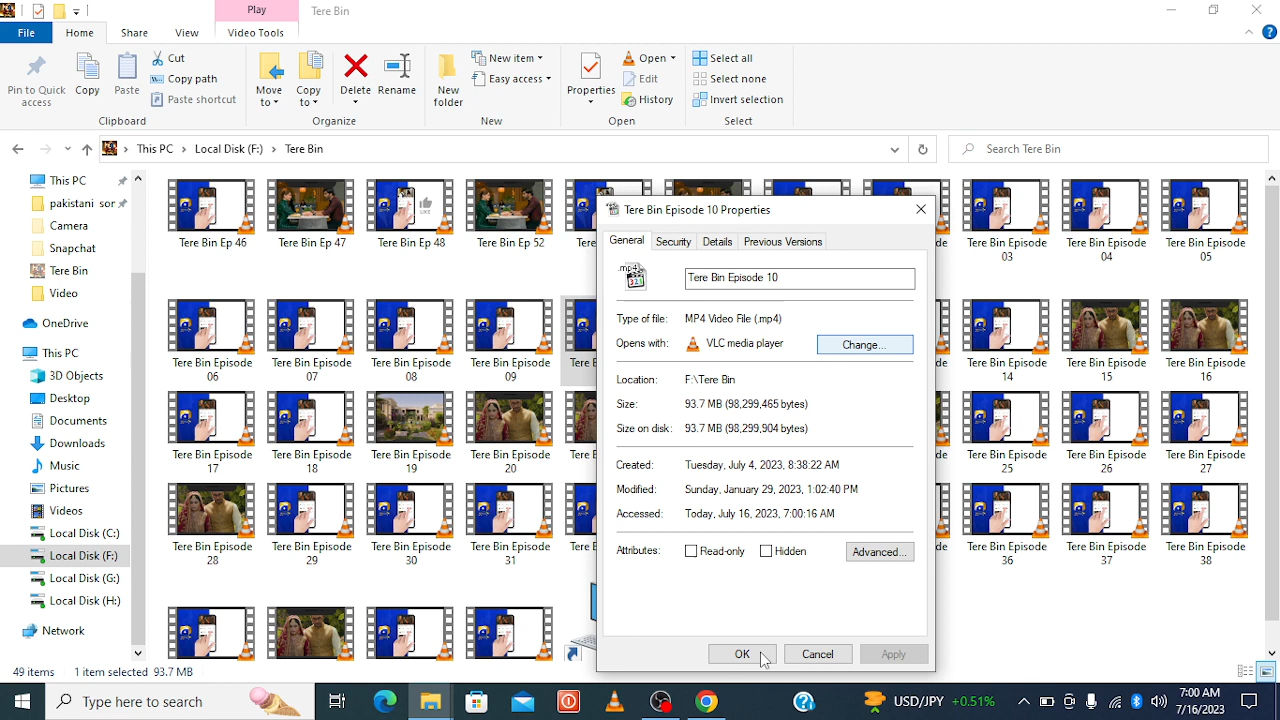 Play
Tere Bin
File
Home
Share
View
Video Tools
Pin to Quick access
Copy
Paste
Cut
Copy path
Paste shortcut
Clipboard
Move to
Copy to
Delete
Rename
Organize
New folder
New item
Easy access
New
Properties
Open
Edit
History
Open
Select all
Select none
Invert selection
Select
This PC
Local Disk (F:)
Tere Bin
Search Tere Bin
This PC
pakistani sor
Camera
Snapchat
Tere Bin
Video
OneDrive
This PC
3D Objects
Desktop
Documents
Downloads
Music
Pictures
Videos
Local Disk (C:)
Local Disk (F:)
Local Disk (G:)
Local Disk (H:)
Network
LIKE
Tere Bin Ep 46
Tere Bin Ep 47
Tere Bin Ep 48
Tere Bin Ep 52
Tere Bin Episode 03
Tere Bin Episode 04
Tere Bin Episode 05
Tere Bin Episode 06
Tere Bin Episode 07
Tere Bin Episode 08
Tere Bin Episode 09
Tere Bin Episode 14
Tere Bin Episode 15
Tere Bin Episode 16
Tere Bin Episode 17
Tere Bin Episode 18
Tere Bin Episode 19
Tere Bin Episode 20
Tere Bin Episode 25
Tere Bin Episode 26
Tere Bin Episode 27
Tere Bin Episode 28
Tere Bin Episode 29
Tere Bin Episode 30
Tere Bin Episode 31
Tere Bin Episode 36
Tere Bin Episode 37
Tere Bin Episode 38
Tere Bin Episode 10 Properties
General
Security
Details
Previous Versions
.mp4
321
Tere Bin Episode 10
Type of file: MP4 Video File (.mp4)
Opens with: VLC media player
Change...
Location: F:\Tere Bin
Size: 93.7 MB (98,299,465 bytes)
Size on disk: 93.7 MB (98,299,904 bytes)
Created: Tuesday, July 4, 2023, 8:38:22 AM
Modified: Sunday, January 29, 2023, 1:02:40 PM
Accessed: Today, July 16, 2023, 7:00:16 AM
Attributes: Read-only Hidden
Advanced...
OK
Cancel
Apply
49 items 1 item selected 93.7 MB
Type here to search
USD/JPY +0.51%
7:00 AM
7/16/2023